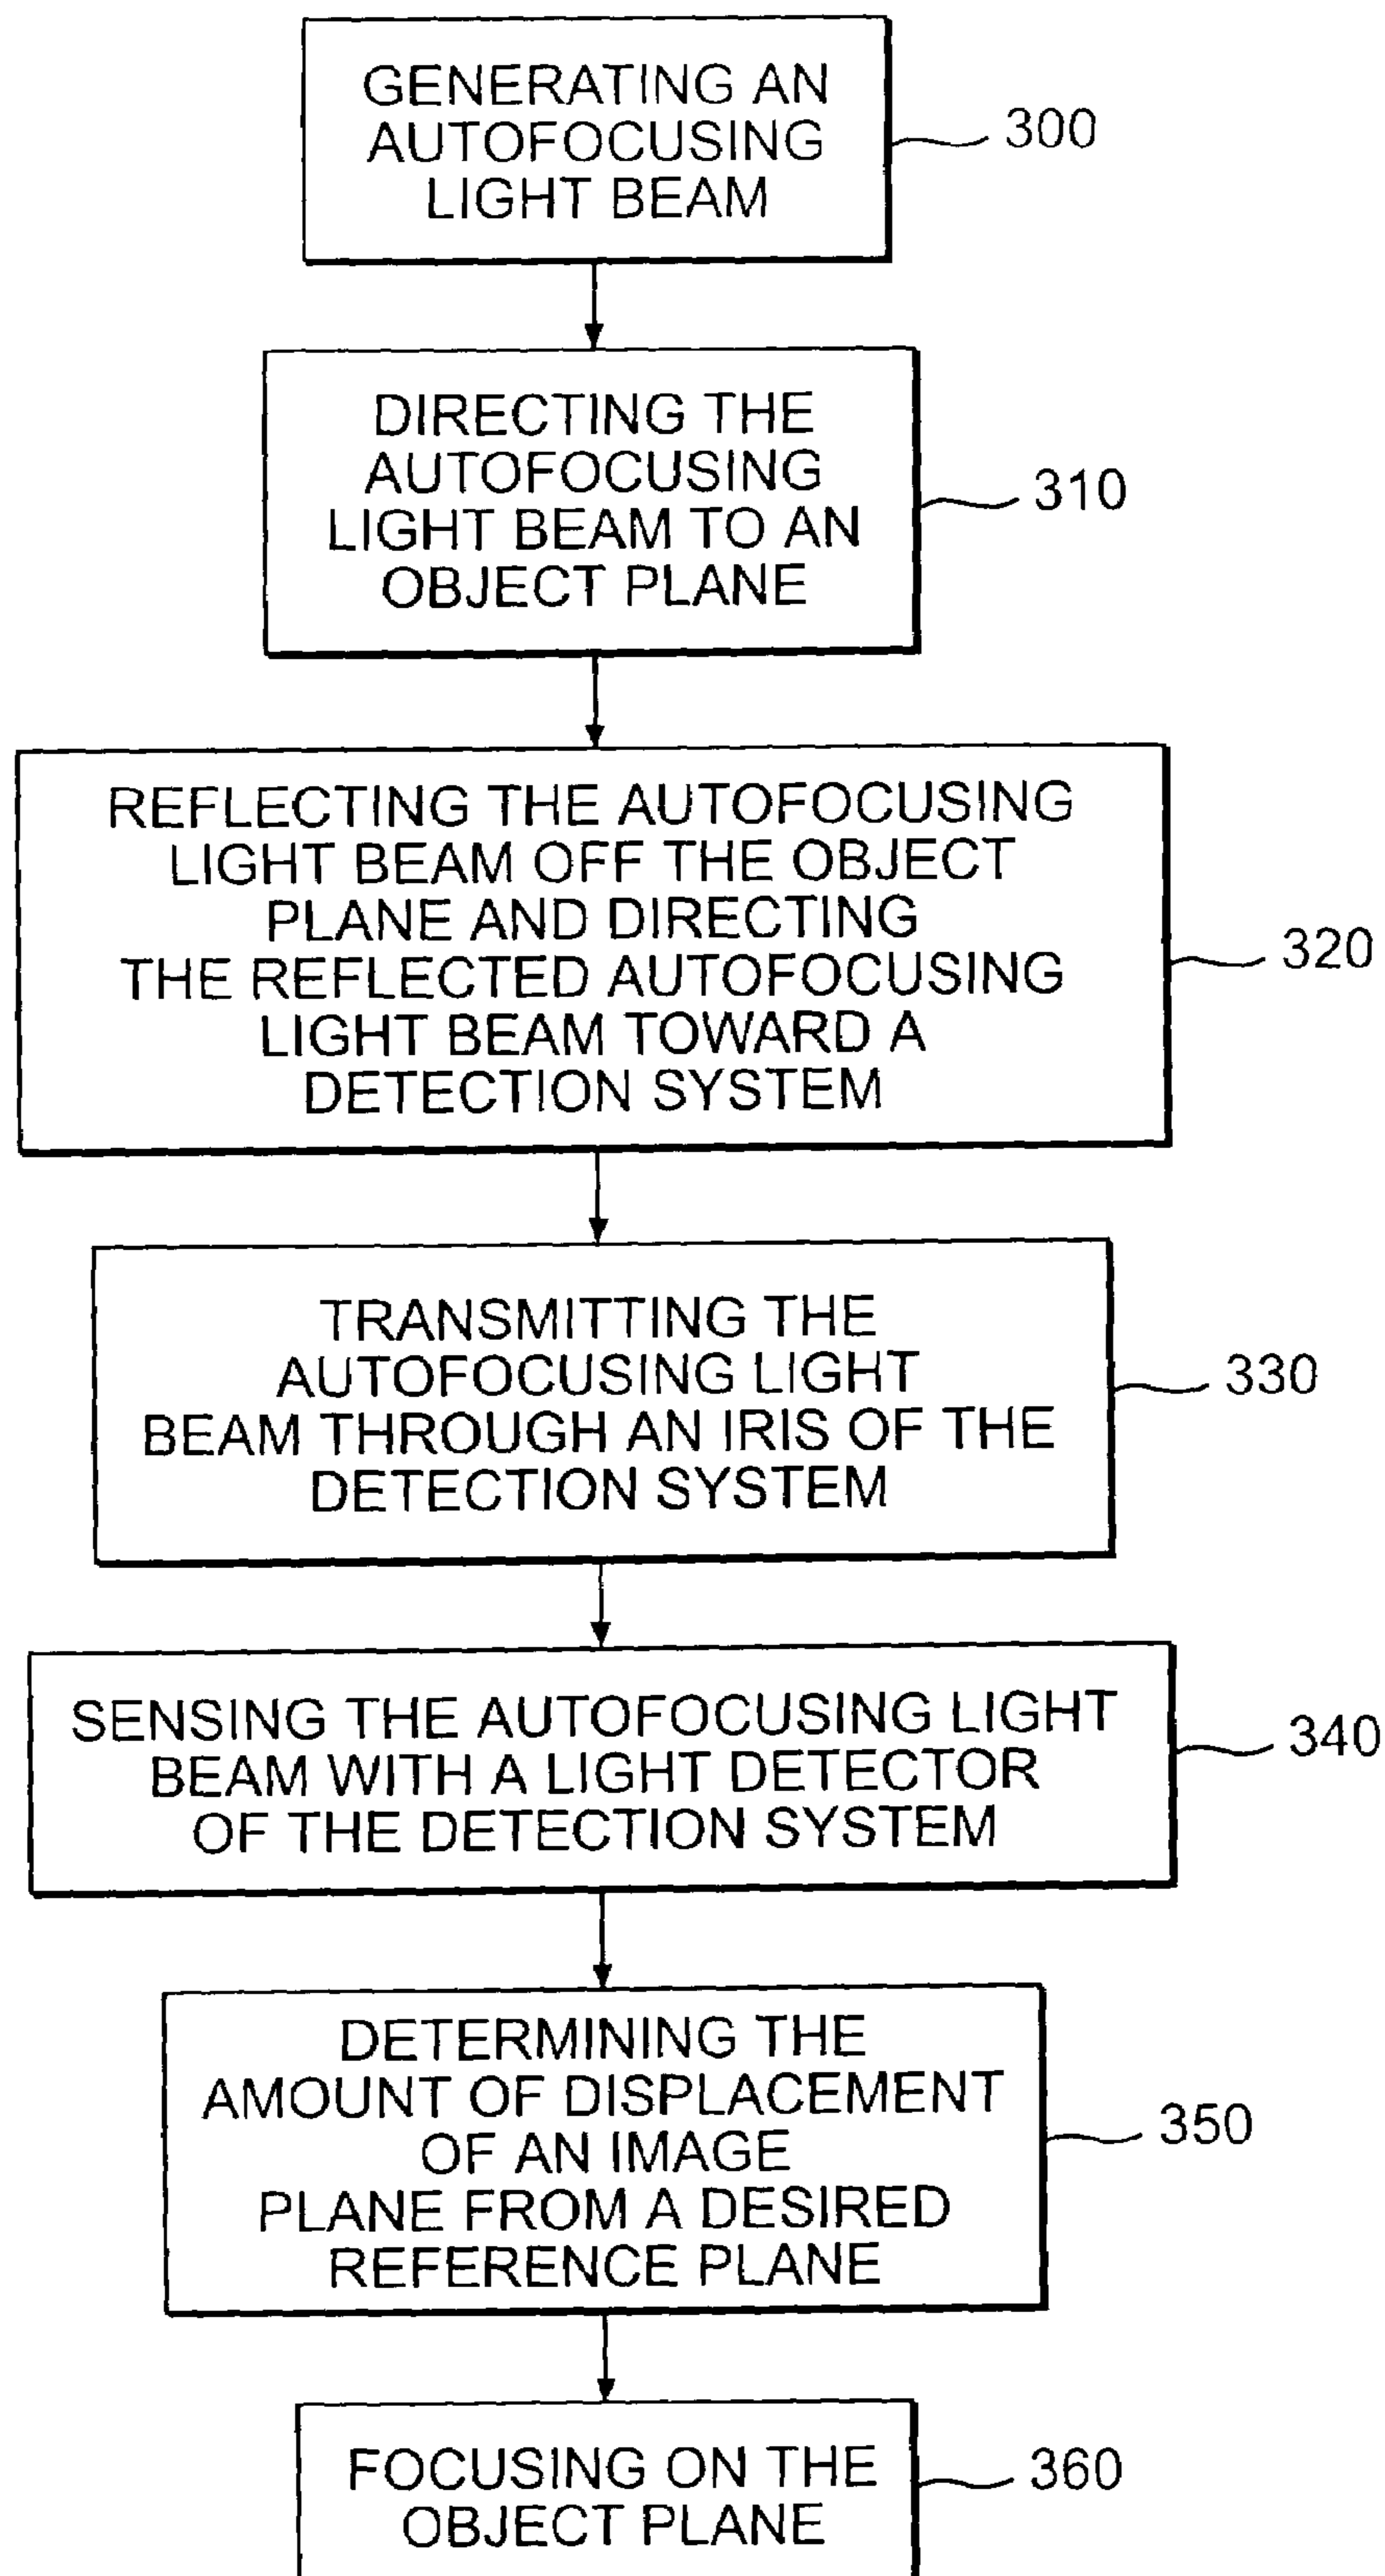 GENERATING AN
AUTOFOCUSING
LIGHT BEAM
300
DIRECTING THE
AUTOFOCUSING
LIGHT BEAM TO AN
OBJECT PLANE
310
REFLECTING THE AUTOFOCUSING
LIGHT BEAM OFF THE OBJECT
PLANE AND DIRECTING
THE REFLECTED AUTOFOCUSING
LIGHT BEAM TOWARD A
DETECTION SYSTEM
320
TRANSMITTING THE
AUTOFOCUSING LIGHT
BEAM THROUGH AN IRIS OF THE
DETECTION SYSTEM
330
SENSING THE AUTOFOCUSING LIGHT
BEAM WITH A LIGHT DETECTOR
OF THE DETECTION SYSTEM
340
DETERMINING THE
AMOUNT OF DISPLACEMENT
OF AN IMAGE
PLANE FROM A DESIRED
REFERENCE PLANE
350
FOCUSING ON THE
OBJECT PLANE
360